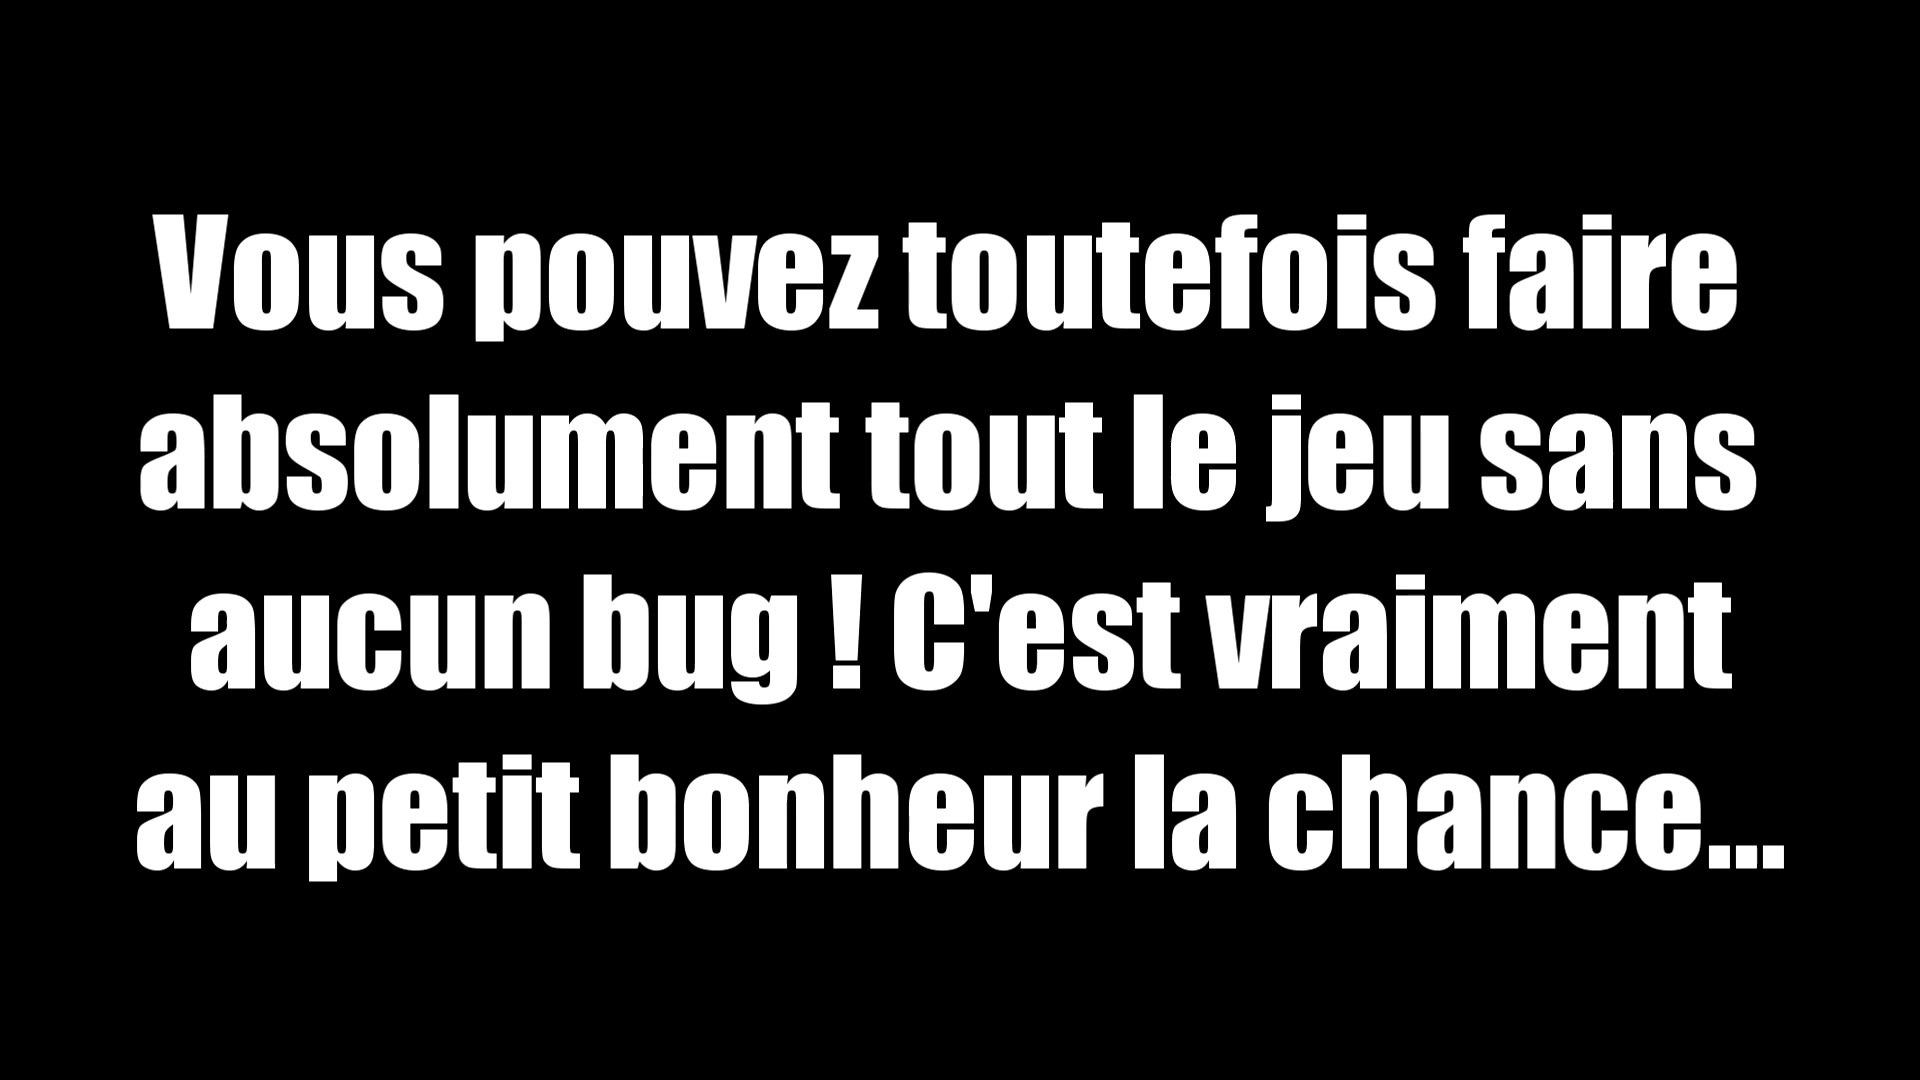 Vous pouvez toutefois faire
absolument tout le jeu sans
aucun bug ! C'est vraiment
au petit bonheur la chance...